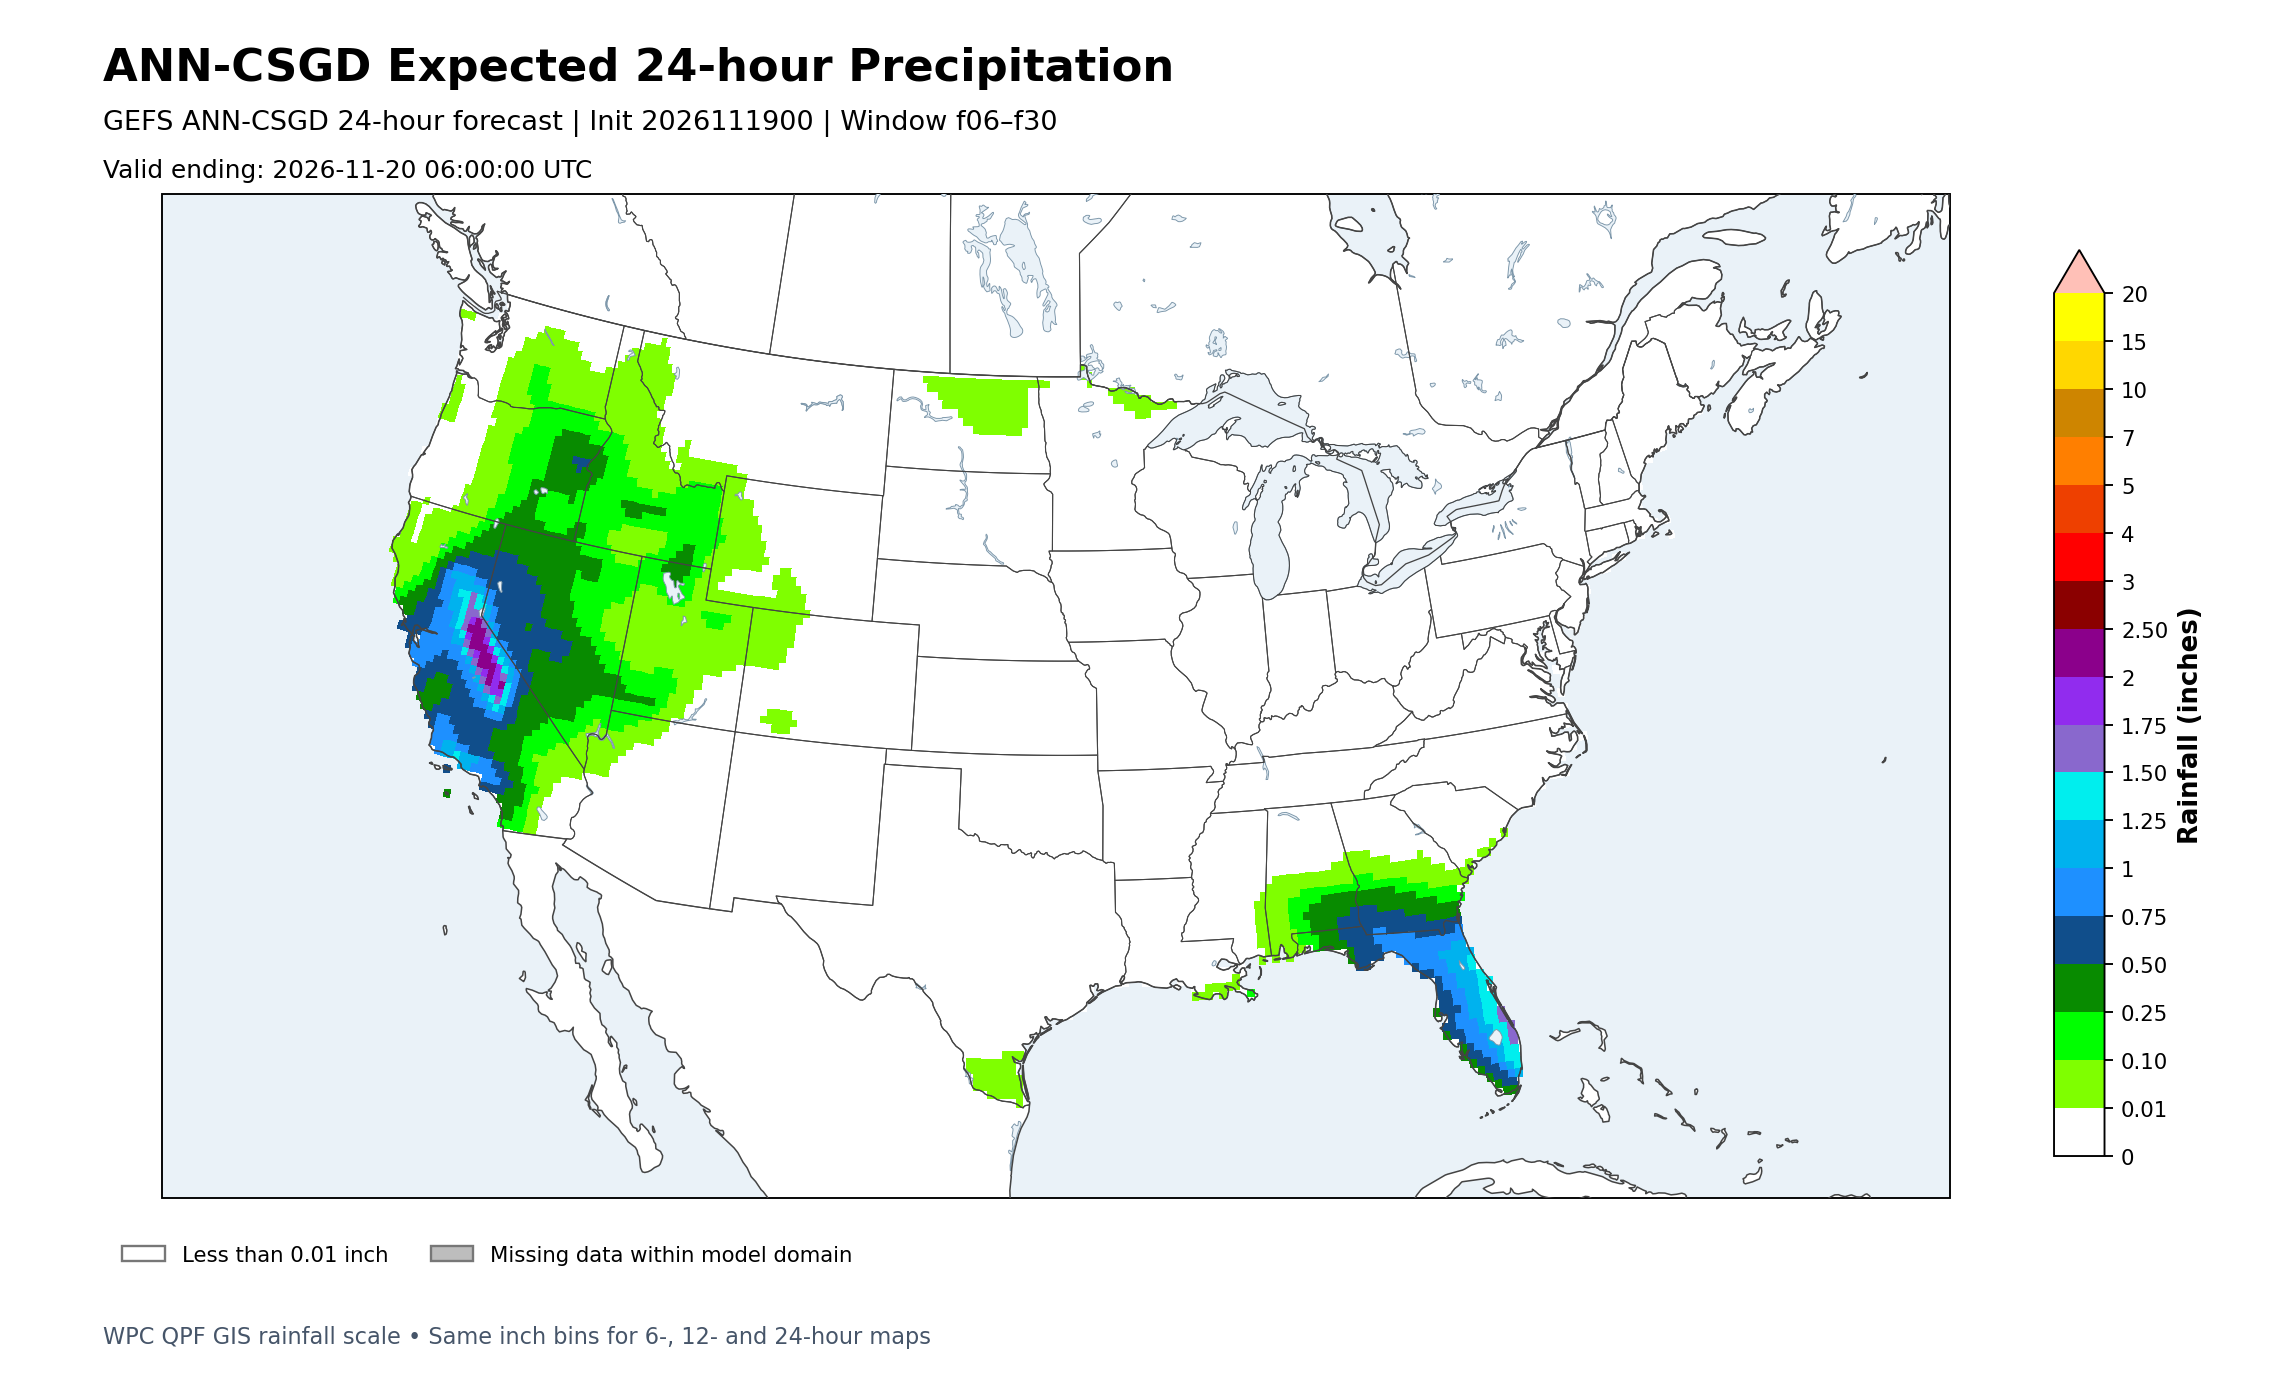 ANN-CSGD Expected 24-hour Precipitation
GEFS ANN-CSGD 24-hour forecast | Init 2026111900 | Window f06–f30
Valid ending: 2026-11-20 06:00:00 UTC
20
15
10
7
5
4
3
2.50
2
1.75
1.50
1.25
1
0.75
0.50
0.25
0.10
0.01
0
Rainfall (inches)
Less than 0.01 inch
Missing data within model domain
WPC QPF GIS rainfall scale • Same inch bins for 6-, 12- and 24-hour maps